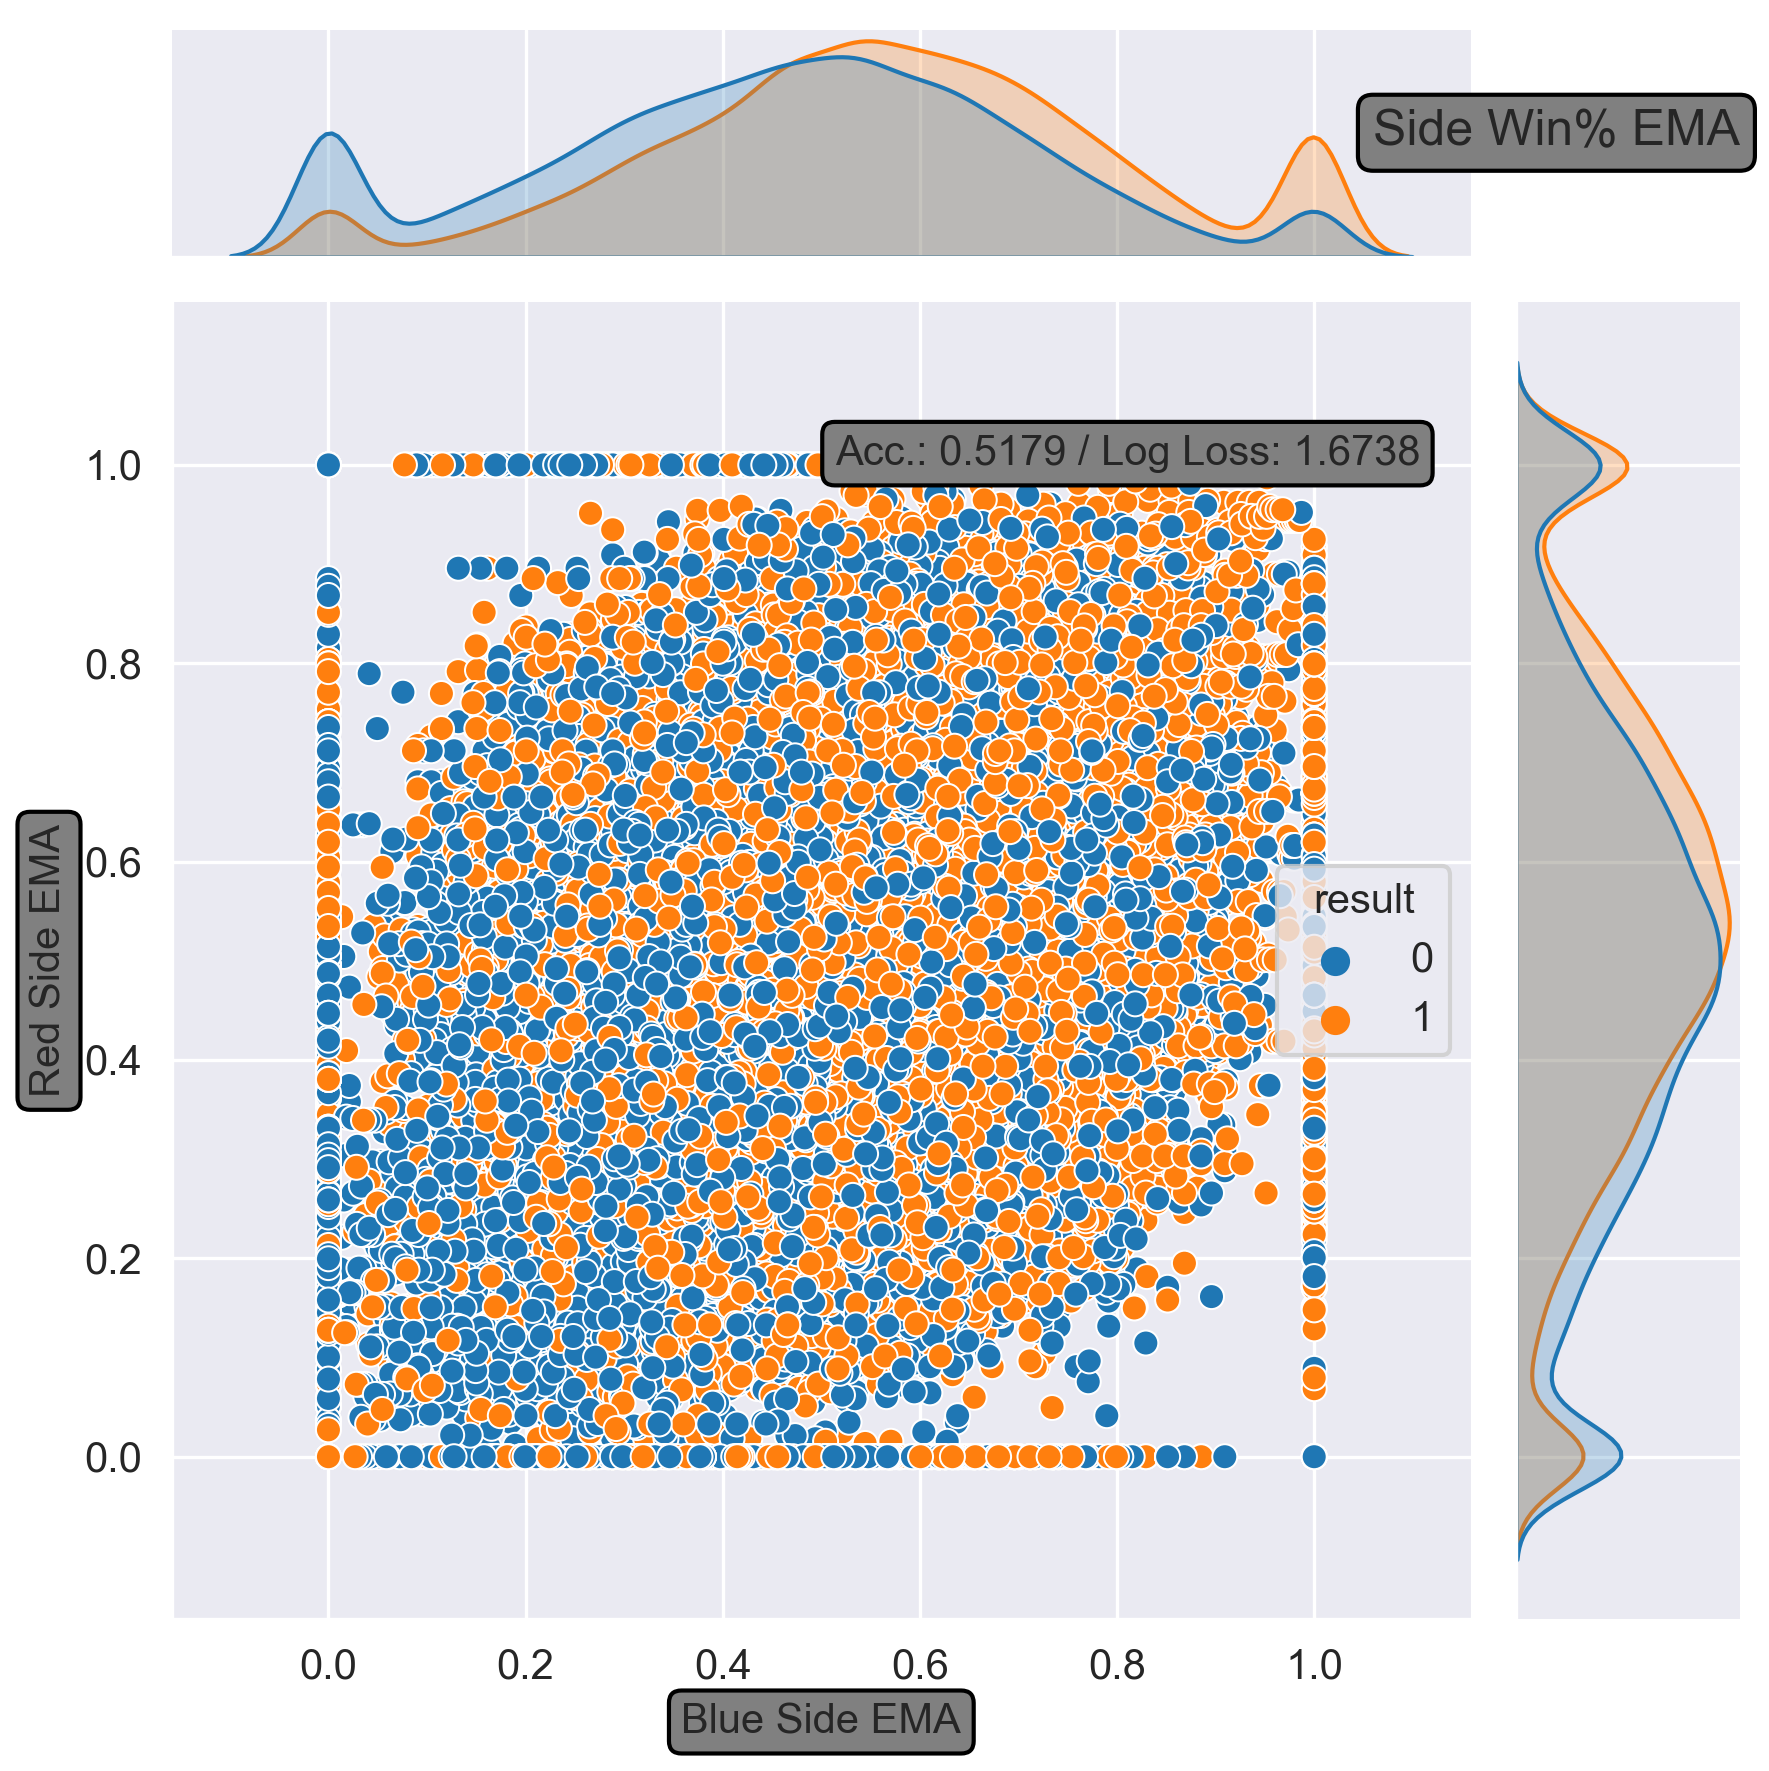 Side Win% EMA
Acc.: 0.5179 / Log Loss: 1.6738
1.0
0.8
0.6
0.4
0.2
0.0
Red Side EMA
result
0
1
0.0 0.2 0.4 0.6 0.8 1.0
Blue Side EMA